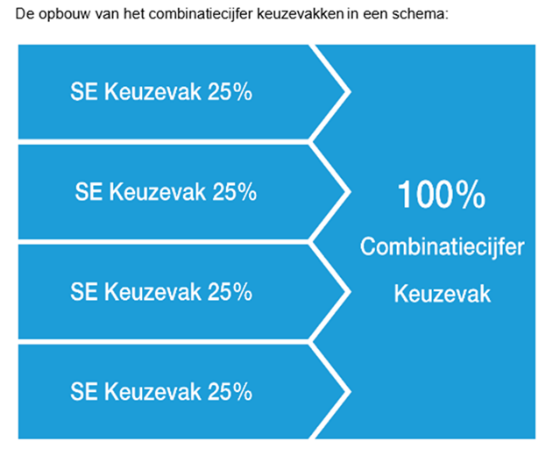 De opbouw van het combinatiecijfer keuzevakken in een schema:
SE Keuzevak 25%
SE Keuzevak 25%
SE Keuzevak 25%
SE Keuzevak 25%
100%
Combinatiecijfer
Keuzevak